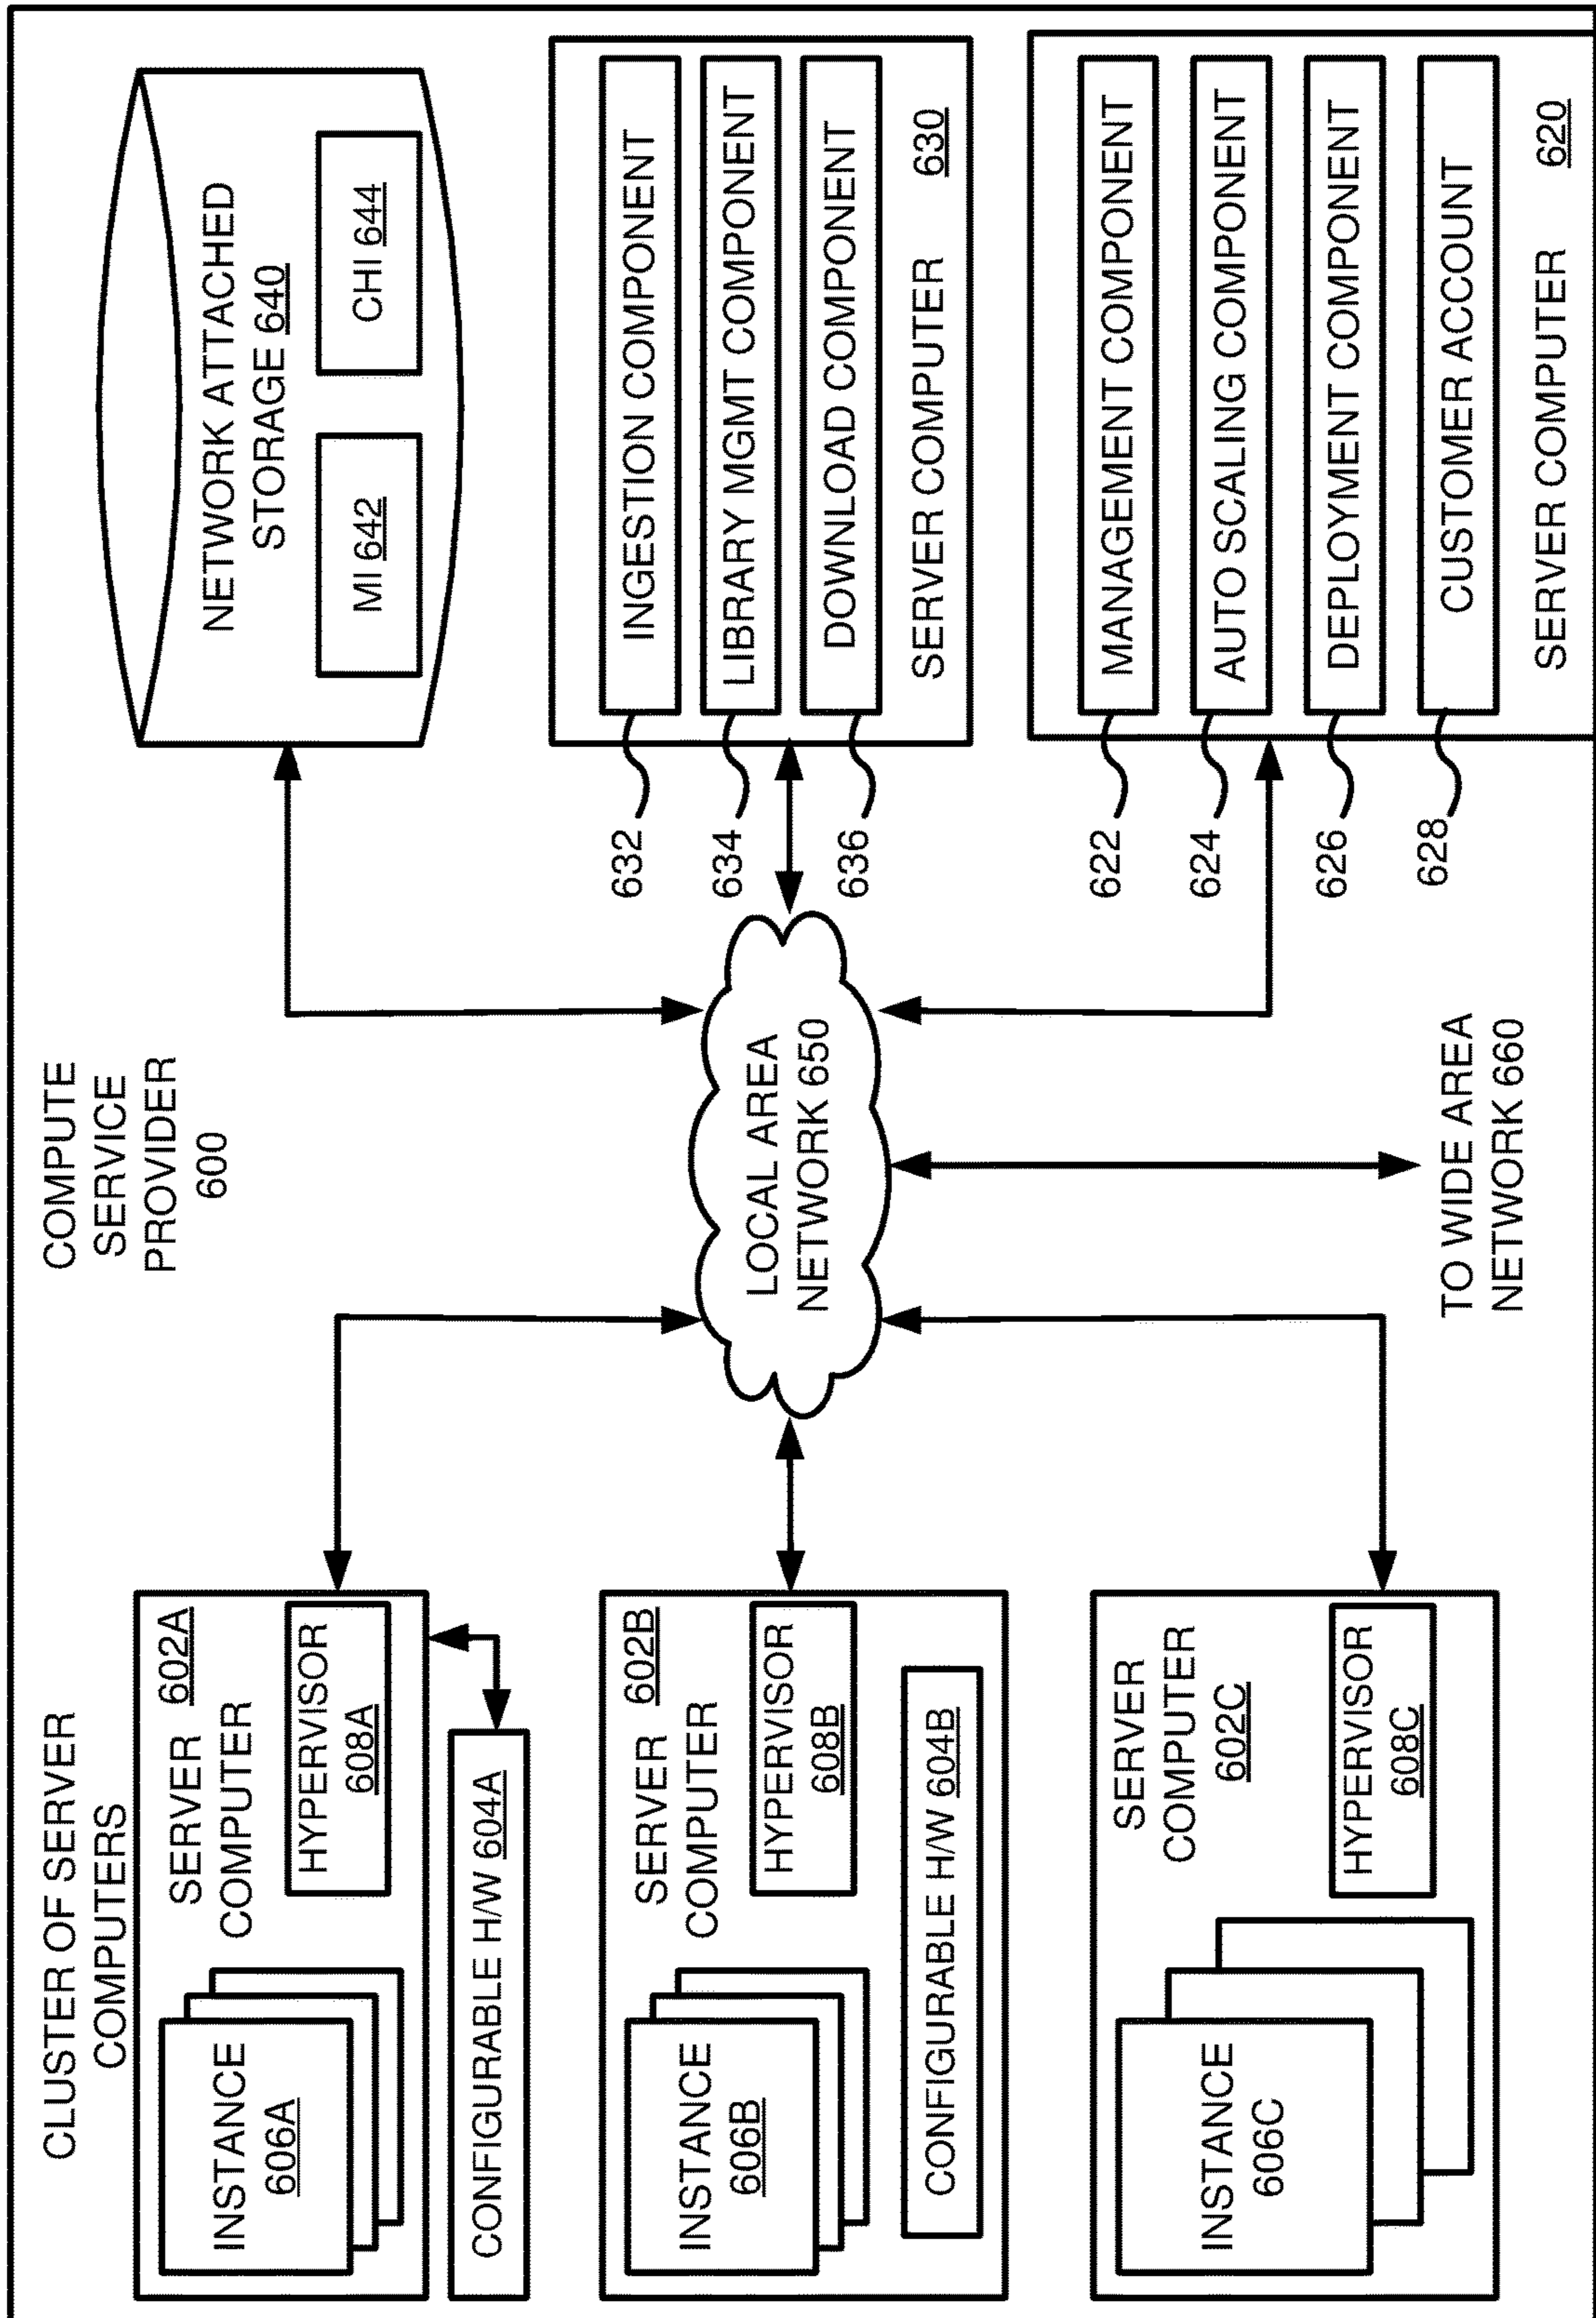 COMPUTE
SERVICE
PROVIDER
600
CLUSTER OF SERVER
COMPUTERS
SERVER 602A
COMPUTER
INSTANCE
606A
HYPERVISOR
608A
CONFIGURABLE H/W 604A
SERVER 602B
COMPUTER
INSTANCE
606B
HYPERVISOR
608B
CONFIGURABLE H/W 604B
SERVER
COMPUTER
602C
INSTANCE
606C
HYPERVISOR
608C
LOCAL AREA
NETWORK 650
TO WIDE AREA
NETWORK 660
NETWORK ATTACHED
STORAGE 640
MI 642
CHI 644
632
INGESTION COMPONENT
634
LIBRARY MGMT COMPONENT
636
DOWNLOAD COMPONENT
SERVER COMPUTER 630
622
MANAGEMENT COMPONENT
624
AUTO SCALING COMPONENT
626
DEPLOYMENT COMPONENT
628
CUSTOMER ACCOUNT
SERVER COMPUTER 620